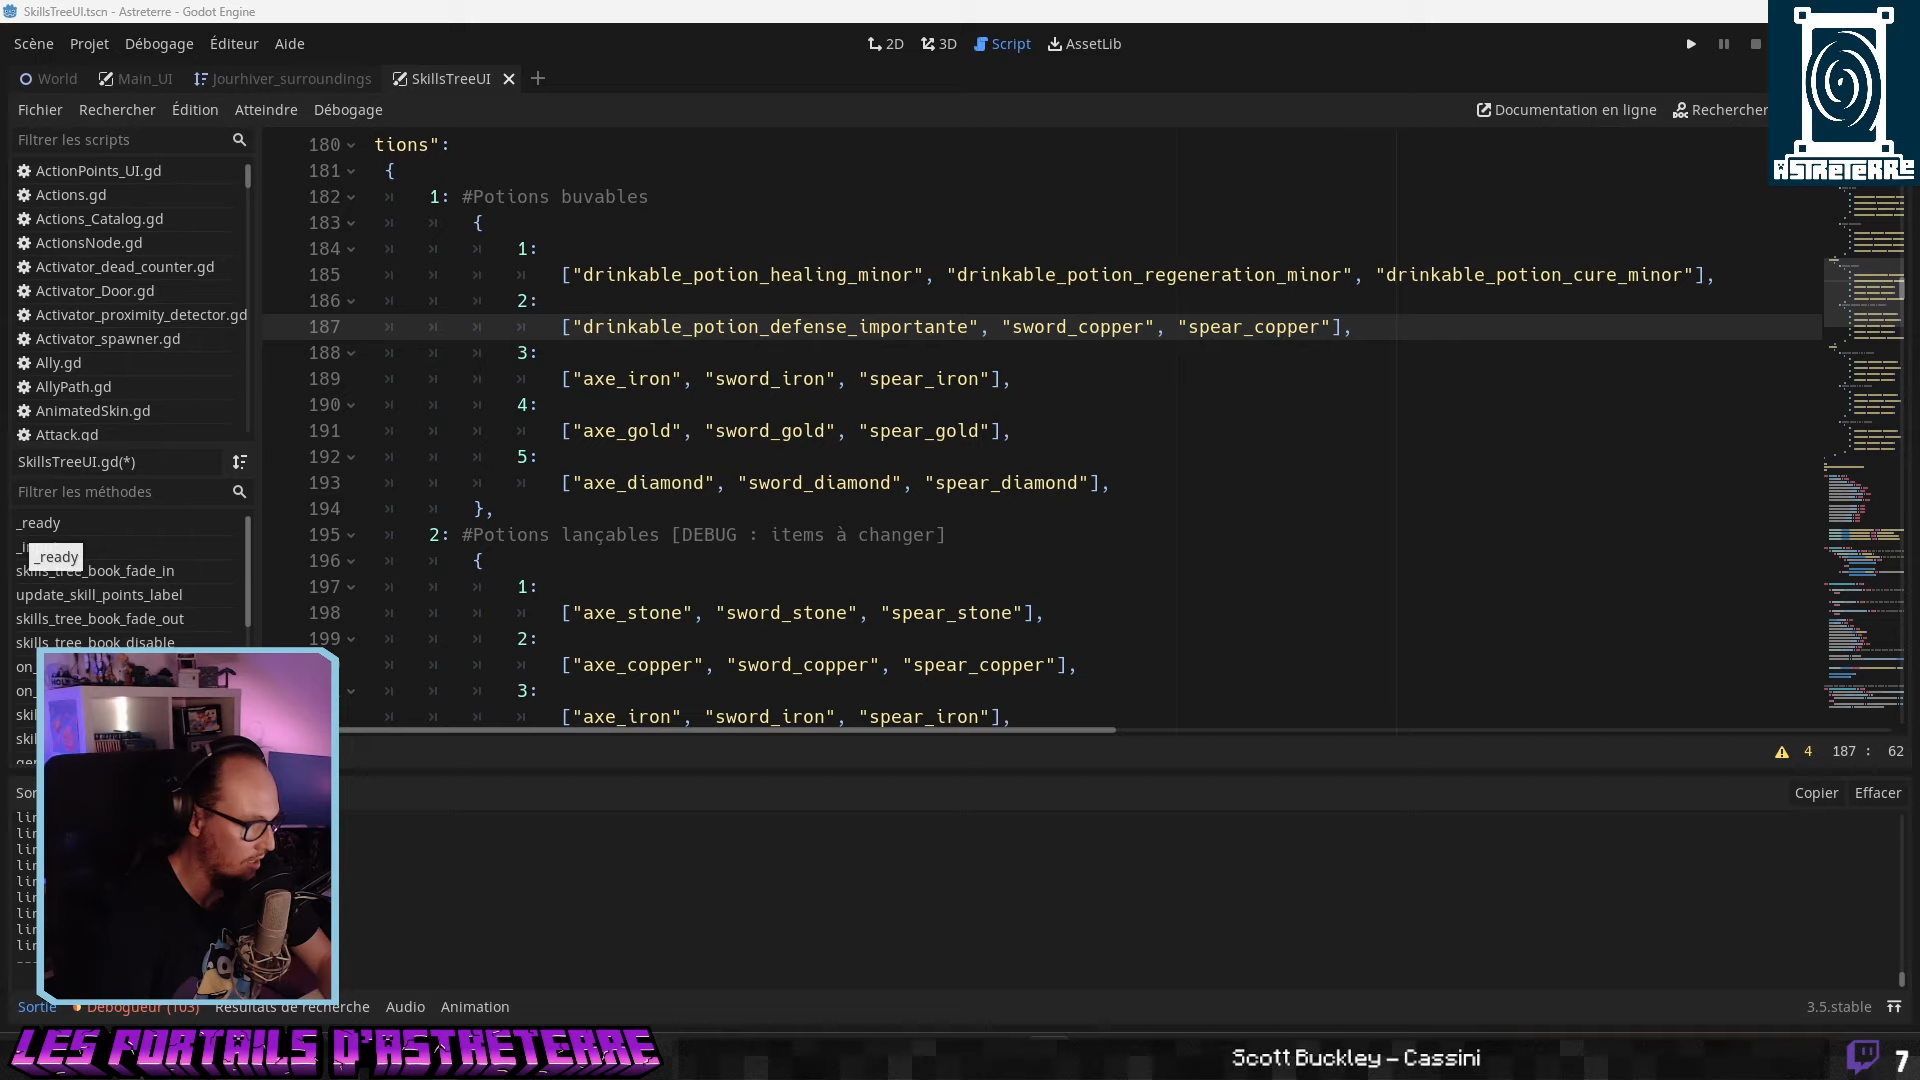 SkillsTreeUI.tscn - Astreterre - Godot Engine
Scène Projet Débogage Éditeur Aide
2D 3D Script AssetLib
World Main_UI Jourhiver_surroundings SkillsTreeUI
Fichier Rechercher Édition Atteindre Débogage
Documentation en ligne Rechercher
ASTRETERRE
Filtrer les scripts
ActionPoints_UI.gd
Actions.gd
Actions_Catalog.gd
ActionsNode.gd
Activator_dead_counter.gd
Activator_Door.gd
Activator_proximity_detector.gd
Activator_spawner.gd
Ally.gd
AllyPath.gd
AnimatedSkin.gd
Attack.gd
SkillsTreeUI.gd(*)
Filtrer les méthodes
_ready
_ready
skills_tree_book_fade_in
update_skill_points_label
skills_tree_book_fade_out
skills_tree_book_disable
180 tions":
181 {
182 1: #Potions buvables
183 {
184 1:
185 ["drinkable_potion_healing_minor", "drinkable_potion_regeneration_minor", "drinkable_potion_cure_minor"],
186 2:
187 ["drinkable_potion_defense_importante", "sword_copper", "spear_copper"],
188 3:
189 ["axe_iron", "sword_iron", "spear_iron"],
190 4:
191 ["axe_gold", "sword_gold", "spear_gold"],
192 5:
193 ["axe_diamond", "sword_diamond", "spear_diamond"],
194 },
195 2: #Potions lançables [DEBUG : items à changer]
196 {
197 1:
198 ["axe_stone", "sword_stone", "spear_stone"],
199 2:
["axe_copper", "sword_copper", "spear_copper"],
3:
["axe_iron", "sword_iron", "spear_iron"],
4 187 : 62
Copier Effacer
Sortie Débogueur (103) Résultats de recherche Audio Animation
3.5.stable
LES PORTAILS D'ASTRETERRE
Scott Buckley – Cassini
7